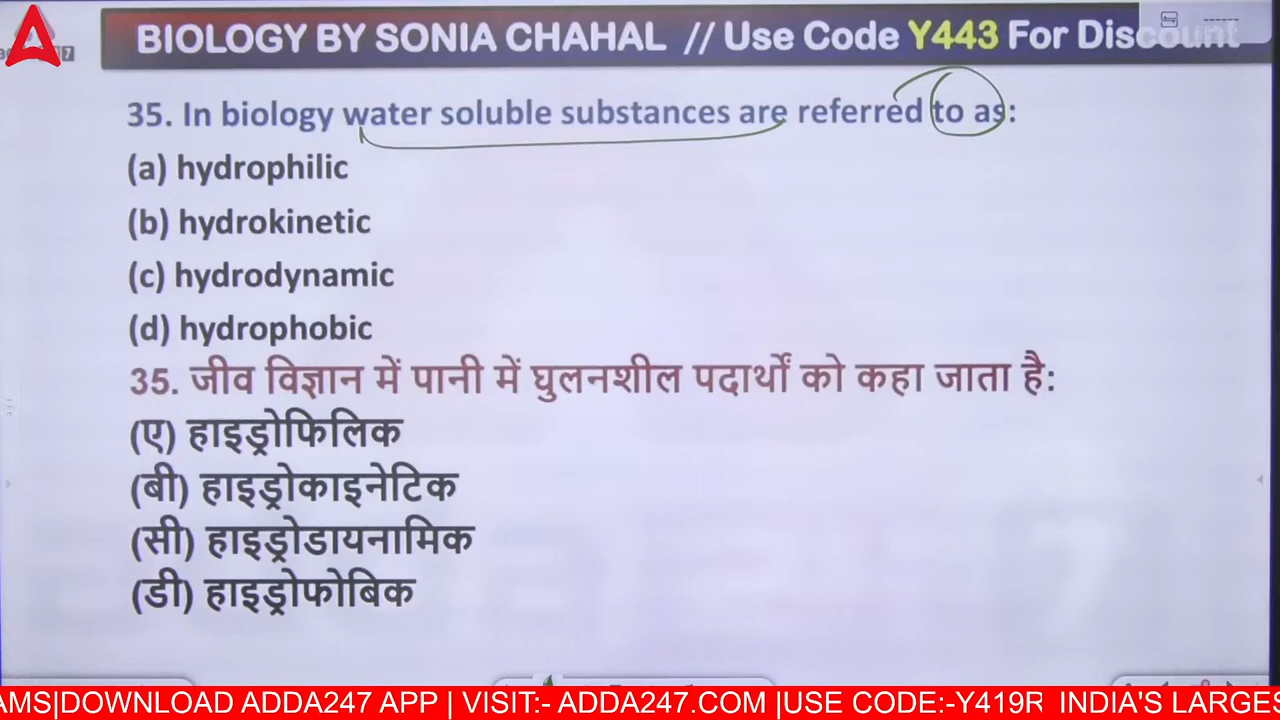 BIOLOGY BY SONIA CHAHAL // Use Code Y443 For Discount
35. In biology water soluble substances are referred to as:
(a) hydrophilic
(b) hydrokinetic
(c) hydrodynamic
(d) hydrophobic
35. जीव विज्ञान में पानी में घुलनशील पदार्थों को कहा जाता है:
(ए) हाइड्रोफिलिक
(बी) हाइड्रोकाइनेटिक
(सी) हाइड्रोडायनामिक
(डी) हाइड्रोफोबिक
AMS|DOWNLOAD ADDA247 APP | VISIT:- ADDA247.COM |USE CODE:-Y419R INDIA'S LARGES